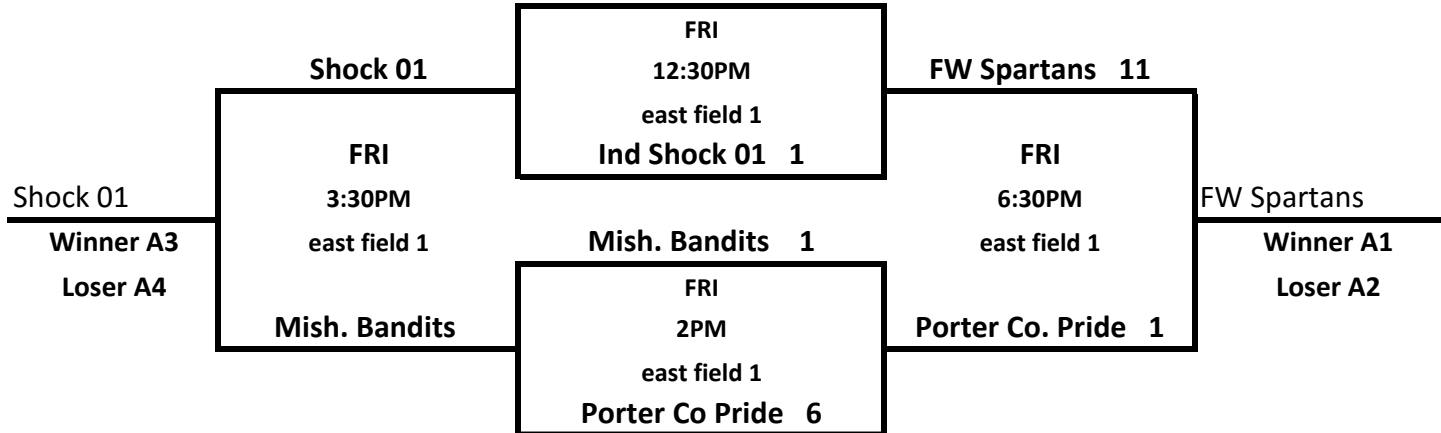 FRI
Shock 01
12:30PM
FW Spartans 11
east field 1
FRI
Ind Shock 01 1
FRI
Shock 01
3:30PM
6:30PM
FW Spartans
Winner A3
east field 1
Mish. Bandits 1
east field 1
Winner A1
Loser A4
FRI
Loser A2
Mish. Bandits
2PM
Porter Co. Pride 1
east field 1
Porter Co Pride 6